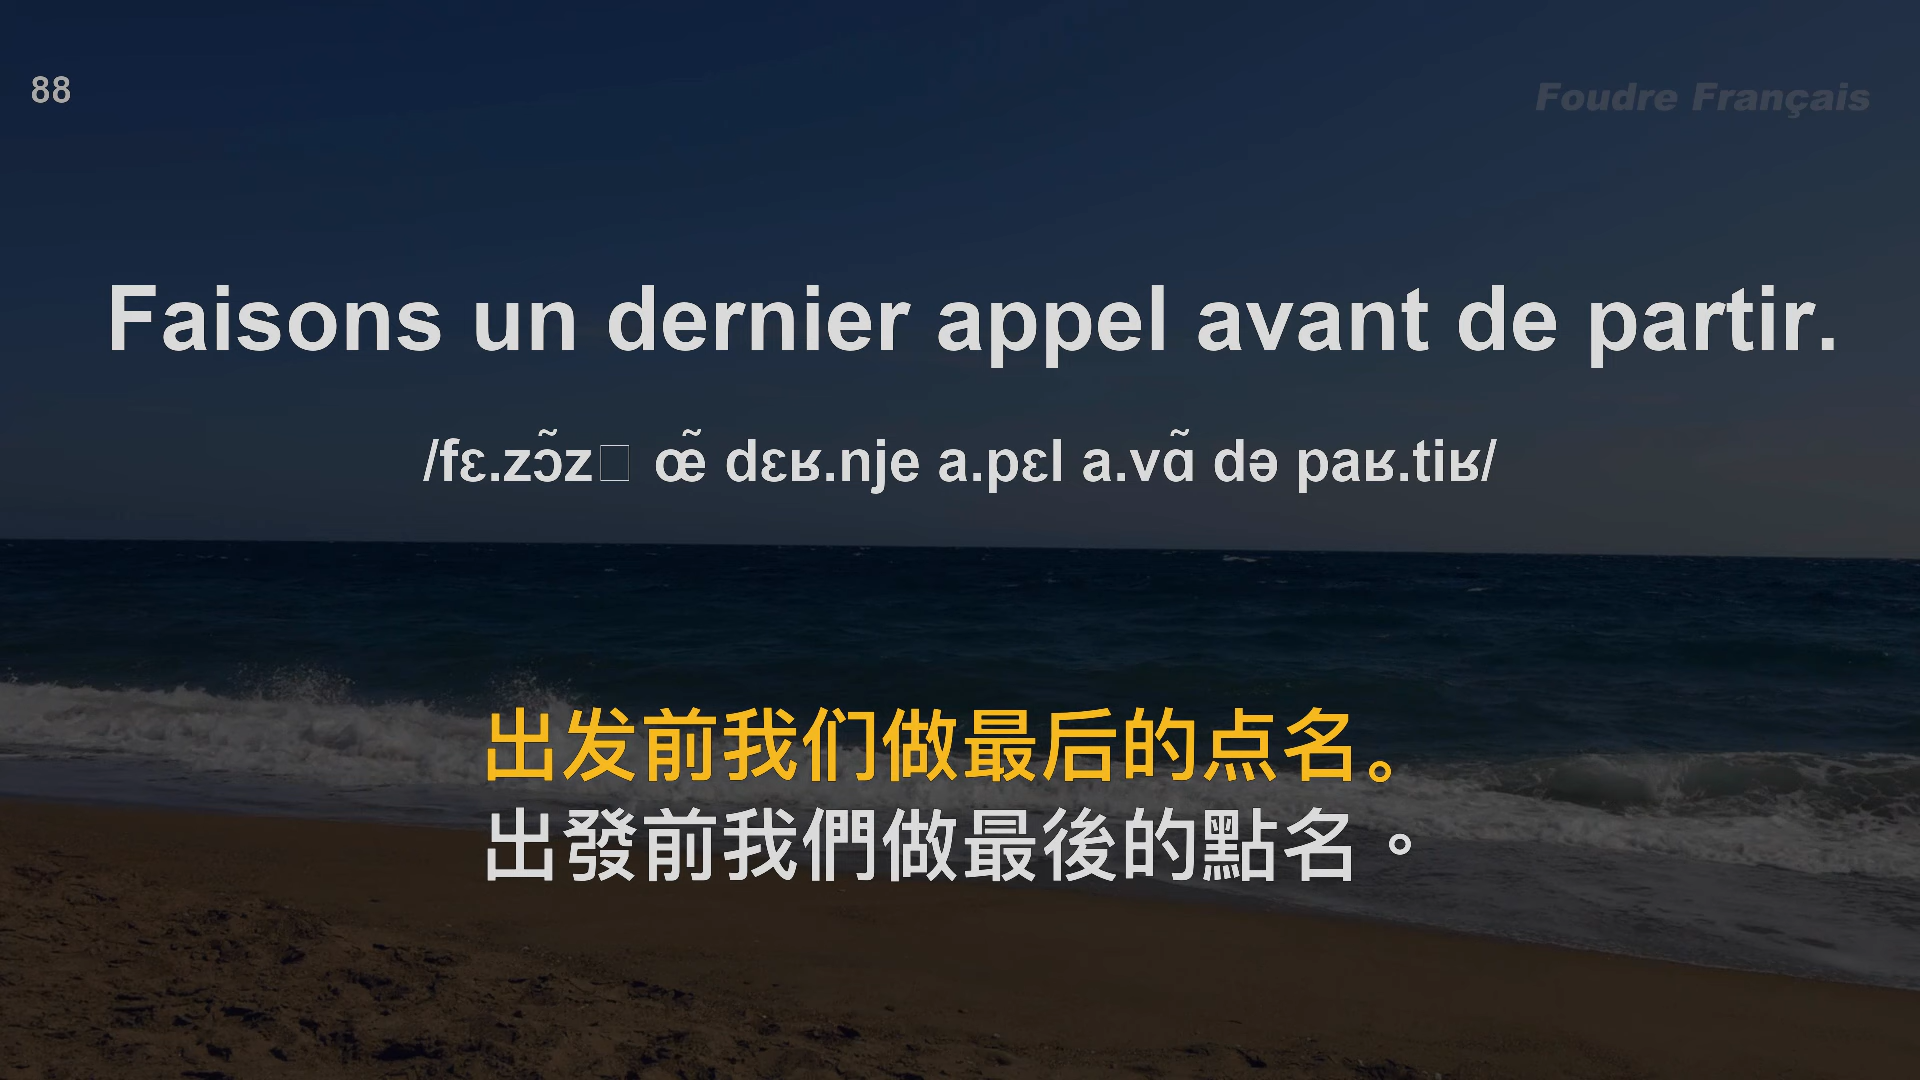 88
Foudre Français
Faisons un dernier appel avant de partir.
/fɛ.zɔ̃z□ œ̃ dɛʁ.nje a.pɛl a.vɑ̃ də paʁ.tiʁ/
出发前我们做最后的点名。
出發前我們做最後的點名。